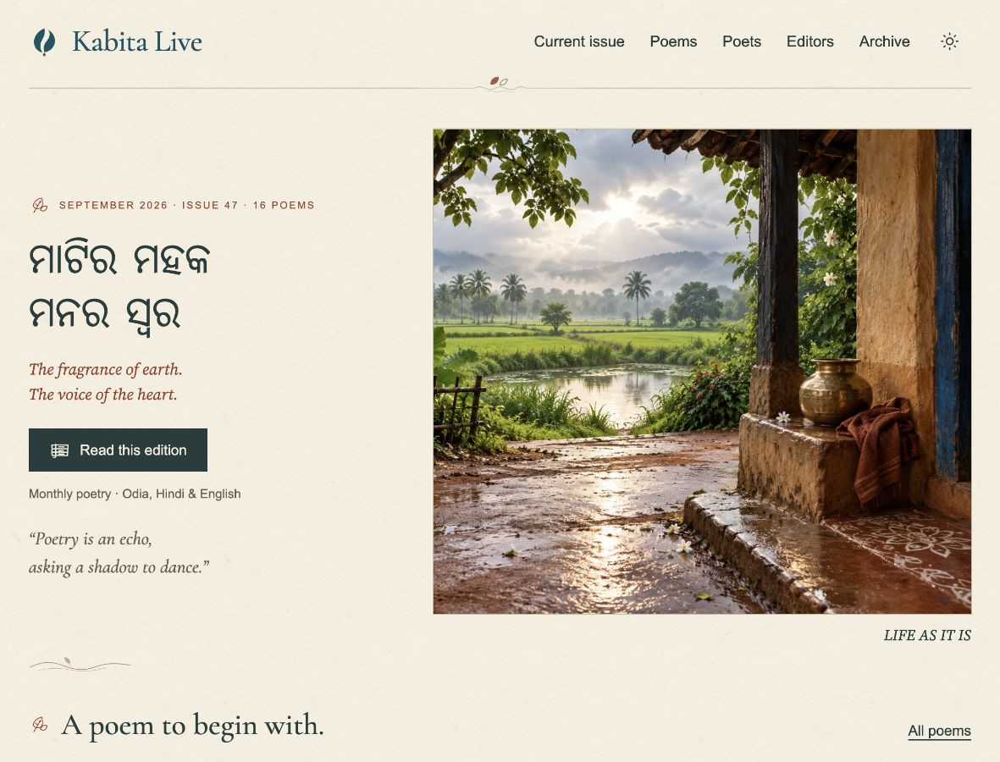 Kabita Live
Current issue
Poems
Poets
Editors
Archive
SEPTEMBER 2026 · ISSUE 47 · 16 POEMS
ମାଟିର ମହକ
ମନର ସ୍ୱର
The fragrance of earth.
The voice of the heart.
Read this edition
Monthly poetry · Odia, Hindi & English
“Poetry is an echo,
asking a shadow to dance.”
LIFE AS IT IS
A poem to begin with.
All poems